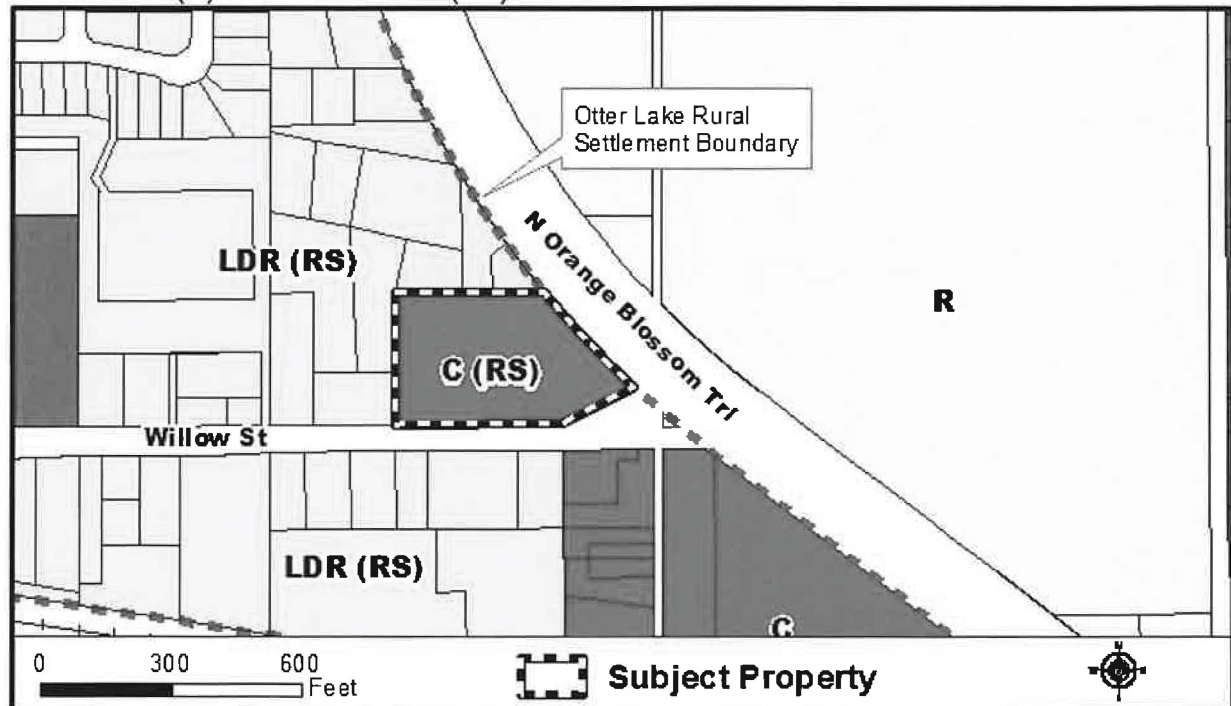 Otter Lake Rural
Settlement Boundary
N Orange Blossom Trl
LDR (RS)
R
C (RS)
Willow St
LDR (RS)
C
0 300 600
Feet
Subject Property
N